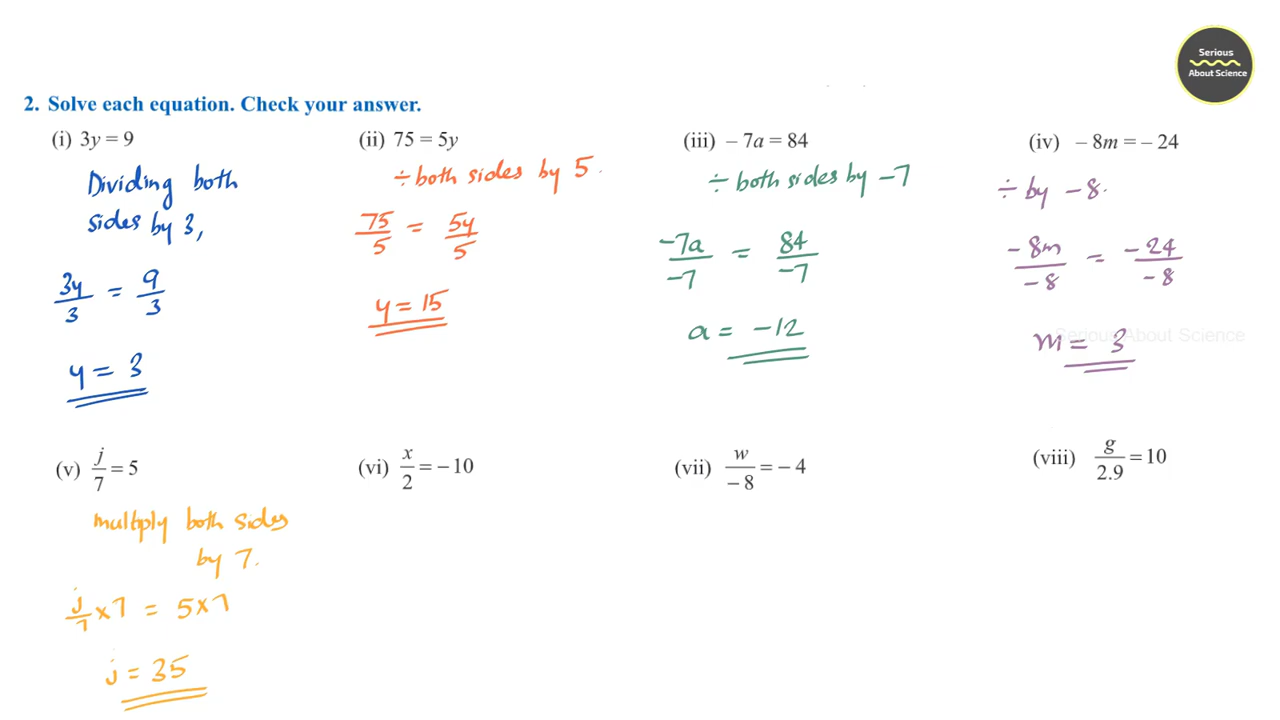 Serious
About Science
2. Solve each equation. Check your answer.
(i) 3y = 9
Dividing both
sides by 3,
3y/3 = 9/3
y = 3
(ii) 75 = 5y
÷ both sides by 5.
75/5 = 5y/5
y = 15
(iii) – 7a = 84
÷ both sides by -7
-7a/-7 = 84/-7
a = -12
(iv) – 8m = – 24
÷ by -8.
-8m/-8 = -24/-8
m = 3
Serious About Science
(v) j/7 = 5
multiply both sides
by 7.
j/7 × 7 = 5 × 7
j = 35
(vi) x/2 = – 10
(vii) w/– 8 = – 4
(viii) g/2.9 = 10